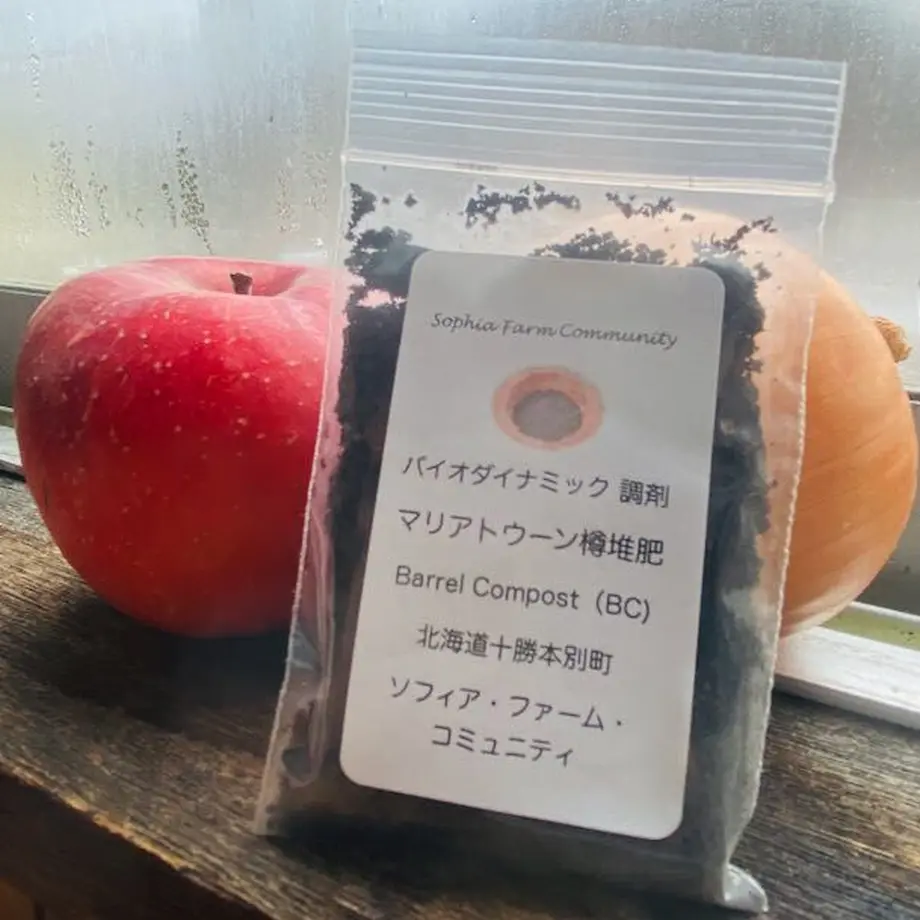 Sophia Farm Community
バイオダイナミック 調剤
マリアトゥーン樽堆肥
Barrel Compost (BC)
北海道十勝本別町
ソフィア・ファーム・
コミュニティ